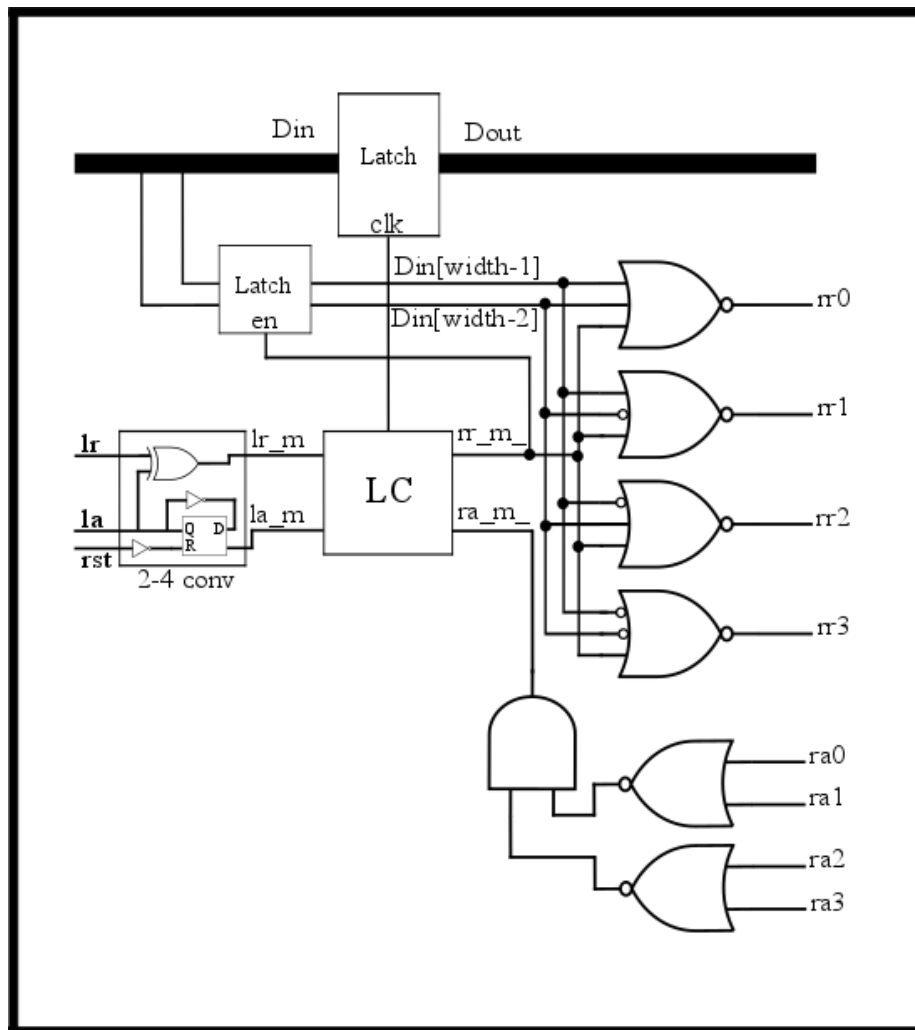 Din
Dout
Latch
clk
Din[width-1]
Latch
en
Din[width-2]
rr0
rr1
lr
lr_m
rr_m_
LC
la
la_m
ra_m_
Q D
R
rst
2-4 conv
rr2
rr3
ra0
ra1
ra2
ra3